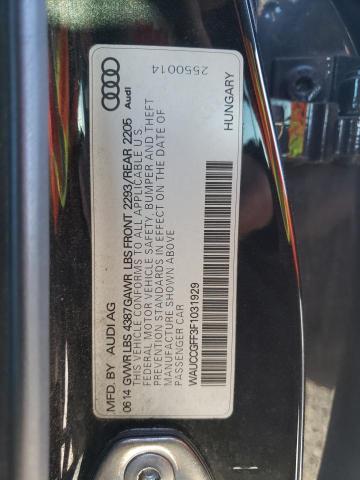 MFD. BY AUDI AG
06 14 GVWR LBS 4387 GAWR LBS FRONT 2293/REAR 2205
VEHICLE CONFORMS TO ALL APPLICABLE U.S.
FEDERAL MOTOR VEHICLE SAFETY, BUMPER AND THEFT
PREVENTION STANDARDS IN EFFECT ON THE DATE OF
MANUFACTURE SHOWN ABOVE
PASSENGER CAR
WAUCCGFF3F1031929
HUNGARY
Audi
2550014